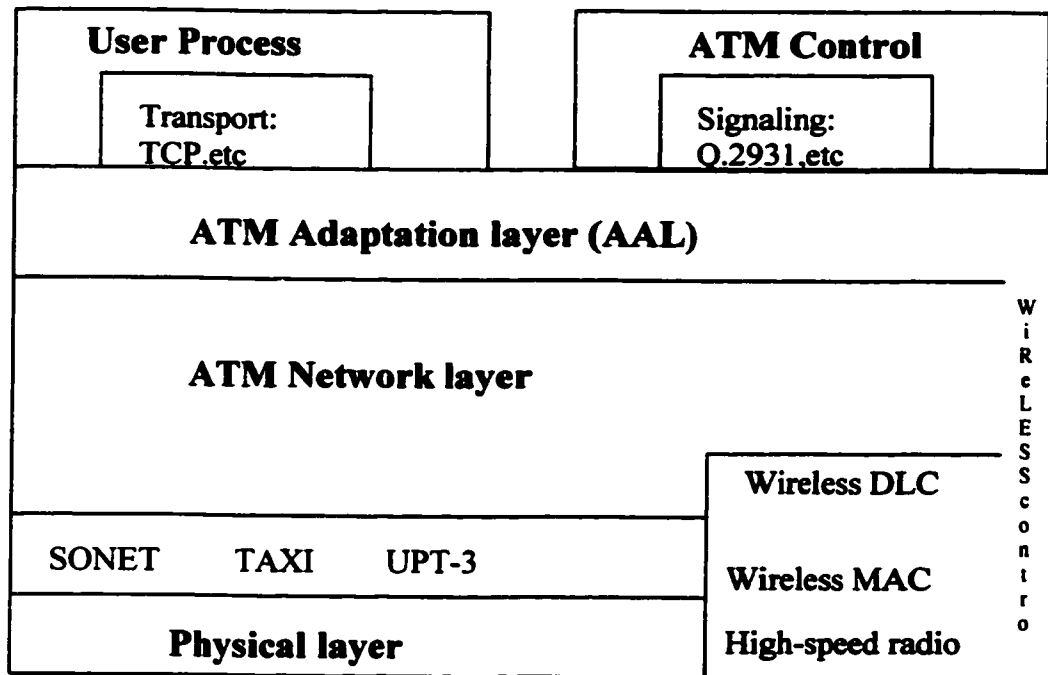 User Process
Transport:
TCP.etc
ATM Control
Signaling:
Q.2931,etc
ATM Adaptation layer (AAL)
ATM Network layer
Wireless DLC
SONET TAXI UPT-3
Wireless MAC
Physical layer
High-speed radio
WiReLESScontro